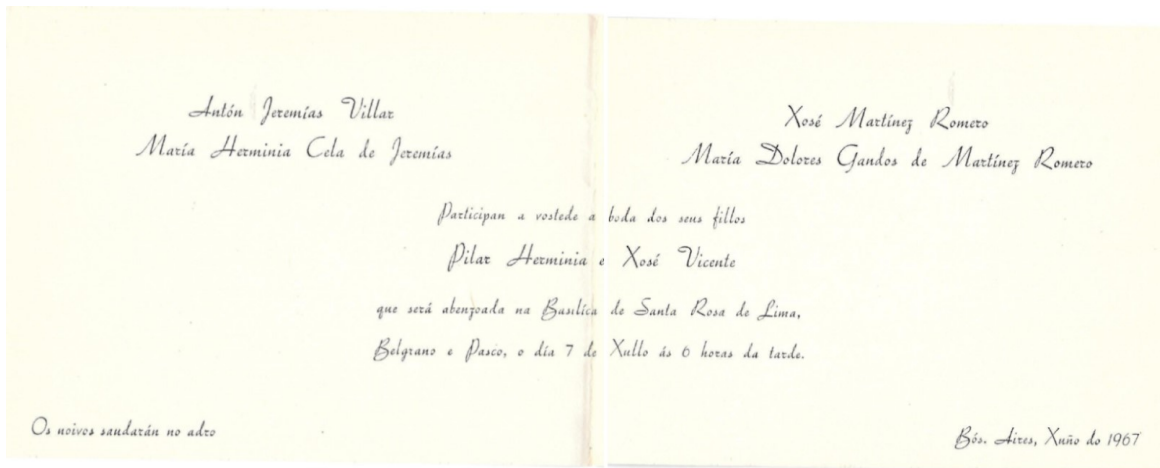 Antón Jeremías Villar
María Herminia Cela de Jeremías
Xosé Martínez Romero
María Dolores Gandos de Martínez Romero
Participan a vostede a boda dos seus fillos
Pilar Herminia e Xosé Vicente
que será abenzoada na Basílica de Santa Rosa de Lima,
Belgrano e Pasco, o día 7 de Xullo ás 6 horas da tarde.
Os noivos saudarán no adro
Bós. Aires, Xuño do 1967